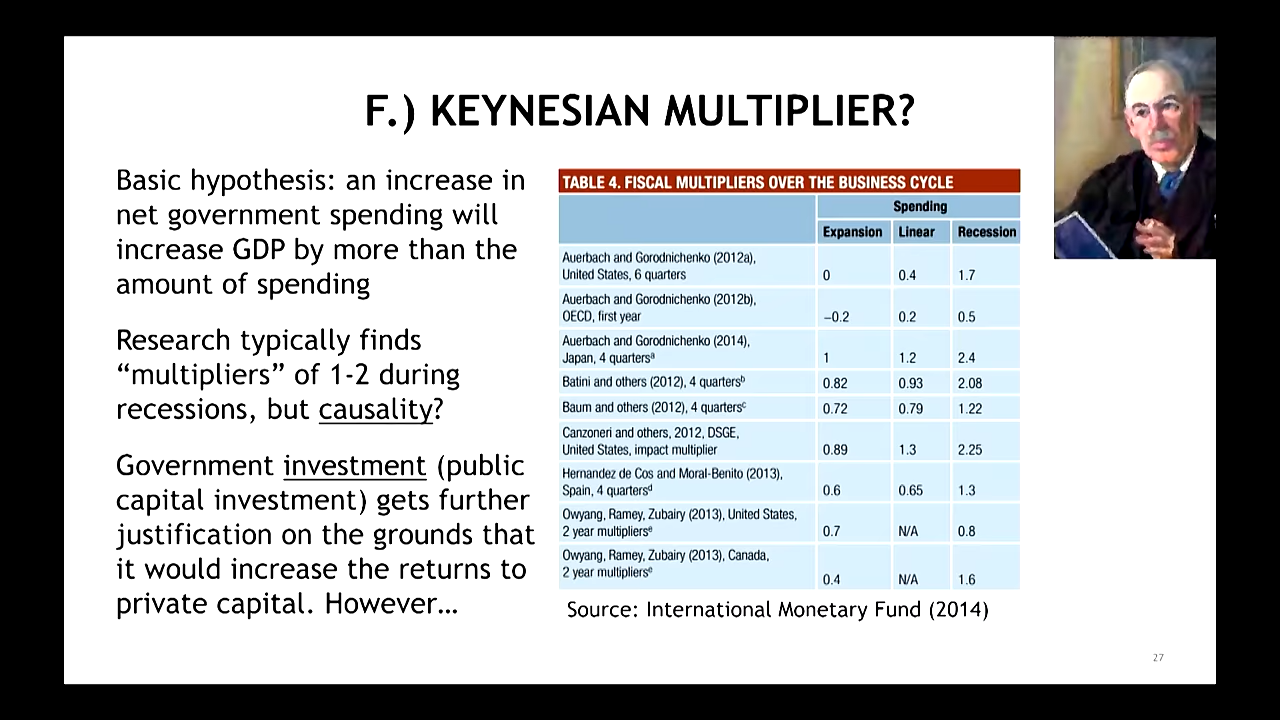 F.) KEYNESIAN MULTIPLIER?
Basic hypothesis: an increase in
net government spending will
increase GDP by more than the
amount of spending
Research typically finds
“multipliers” of 1-2 during
recessions, but causality?
Government investment (public
capital investment) gets further
justification on the grounds that
it would increase the returns to
private capital. However…
TABLE 4. FISCAL MULTIPLIERS OVER THE BUSINESS CYCLE
Spending
Expansion Linear Recession
Auerbach and Gorodnichenko (2012a),
United States, 6 quarters 0 0.4 1.7
Auerbach and Gorodnichenko (2012b),
OECD, first year −0.2 0.2 0.5
Auerbach and Gorodnichenko (2014),
Japan, 4 quartersᵃ 1 1.2 2.4
Batini and others (2012), 4 quartersᵇ 0.82 0.93 2.08
Baum and others (2012), 4 quartersᶜ 0.72 0.79 1.22
Canzoneri and others, 2012, DSGE,
United States, impact multiplier 0.89 1.3 2.25
Hernandez de Cos and Moral-Benito (2013),
Spain, 4 quartersᵈ 0.6 0.65 1.3
Owyang, Ramey, Zubairy (2013), United States,
2 year multipliersᵉ 0.7 N/A 0.8
Owyang, Ramey, Zubairy (2013), Canada,
2 year multipliersᵉ 0.4 N/A 1.6
Source: International Monetary Fund (2014)
27